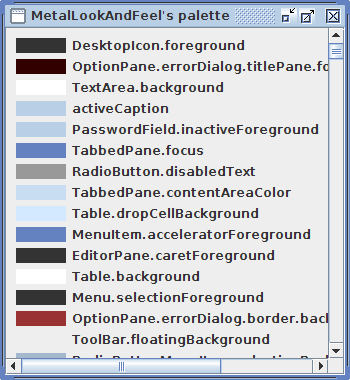 MetalLookAndFeel's palette
DesktopIcon.foreground
OptionPane.errorDialog.titlePane.fo
TextArea.background
activeCaption
PasswordField.inactiveForeground
TabbedPane.focus
RadioButton.disabledText
TabbedPane.contentAreaColor
Table.dropCellBackground
MenuItem.acceleratorForeground
EditorPane.caretForeground
Table.background
Menu.selectionForeground
OptionPane.errorDialog.border.bac
ToolBar.floatingBackground